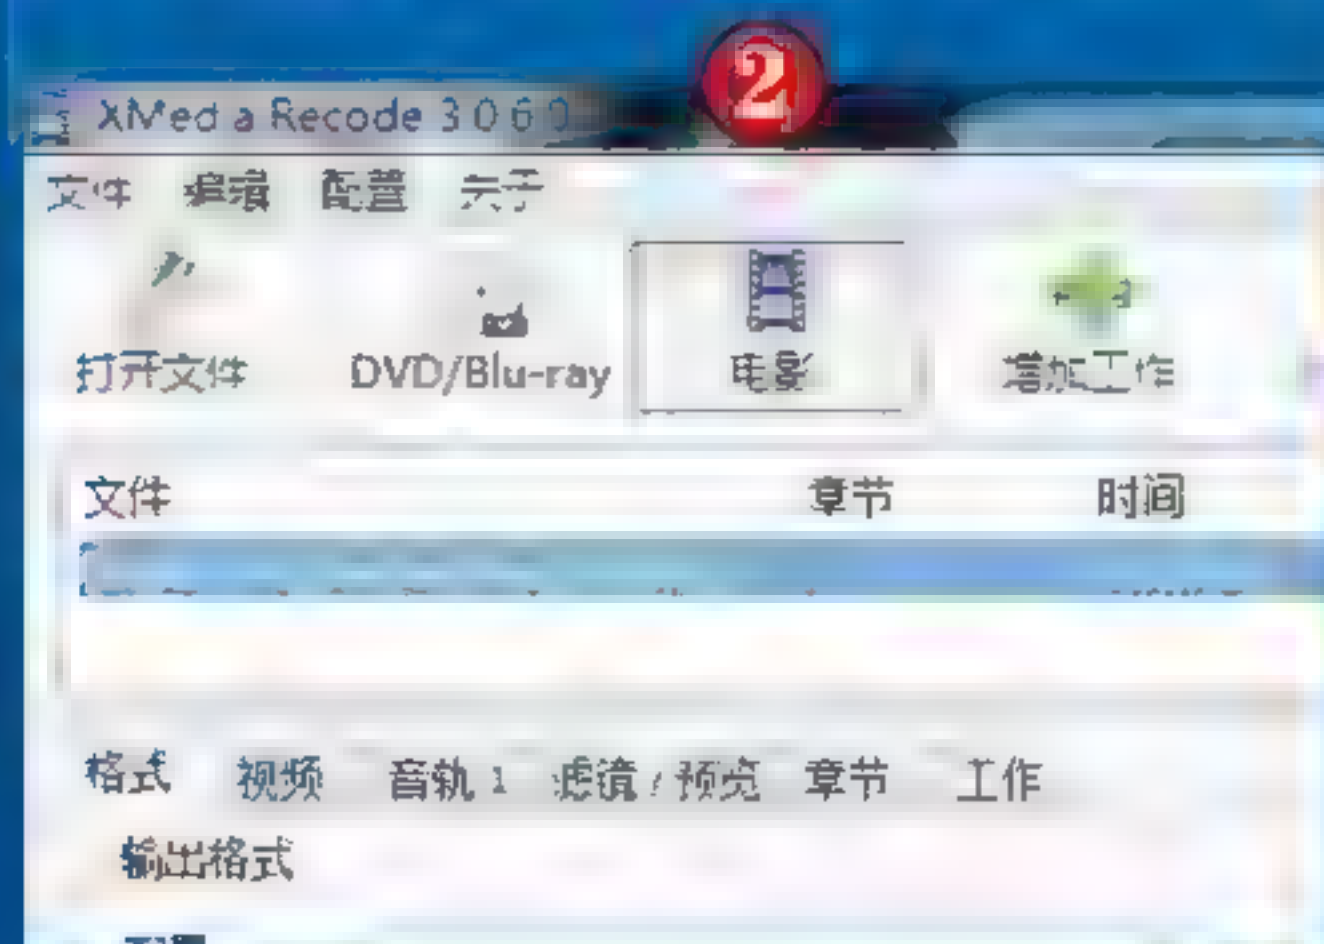 2
XMedia Recode 3.0.6.9
文件 编辑 配置 关于
打开文件 DVD/Blu-ray 电影 增加工作
文件 章节 时间
格式 视频 音轨 1 滤镜 / 预览 章节 工作
输出格式